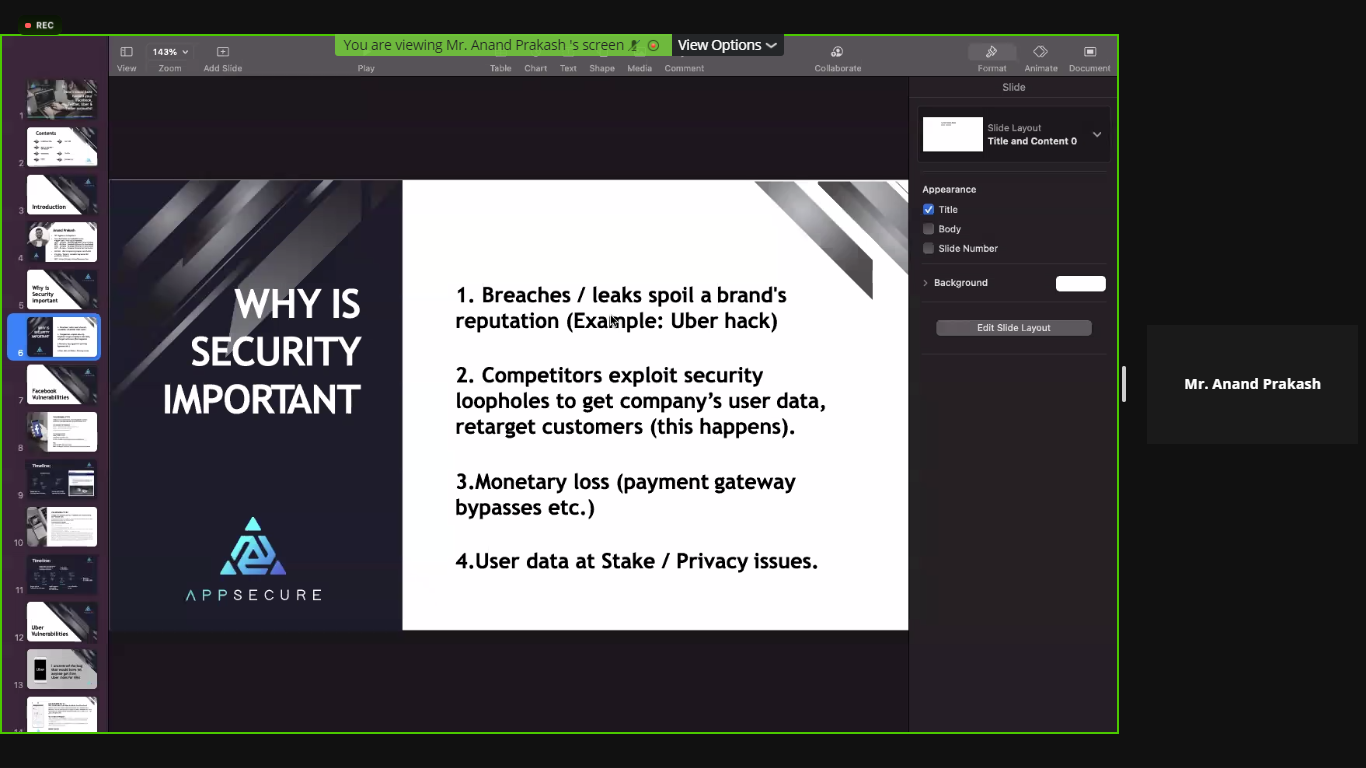 REC
You are viewing Mr. Anand Prakash 's screen
View Options
143%
View
Zoom
Add Slide
Play
Table
Chart
Text
Shape
Media
Comment
Collaborate
Format
Animate
Document
1
2
Contents
3
Introduction
4
5
Why is
Security
Important
6
7
Facebook
Vulnerabilities
8
9
Timeline:
10
11
Timeline:
12
Uber
Vulnerabilities
13
WHY IS
SECURITY
IMPORTANT
APPSECURE
1. Breaches / leaks spoil a brand's
reputation (Example: Uber hack)
2. Competitors exploit security
loopholes to get company’s user data,
retarget customers (this happens).
3.Monetary loss (payment gateway
bypasses etc.)
4.User data at Stake / Privacy issues.
Slide
Slide Layout
Title and Content 0
Appearance
Title
Body
Slide Number
Background
Edit Slide Layout
Mr. Anand Prakash